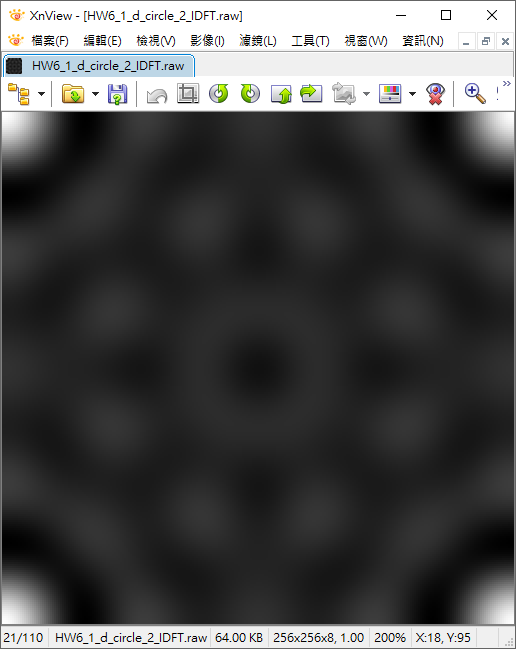 XnView - [HW6_1_d_circle_2_IDFT.raw]
檔案(F) 編輯(E) 檢視(V) 影像(I) 濾鏡(L) 工具(T) 視窗(W) 資訊(N)
HW6_1_d_circle_2_IDFT.raw
21/110 HW6_1_d_circle_2_IDFT.raw 64.00 KB 256x256x8, 1.00 200% X:18, Y:95